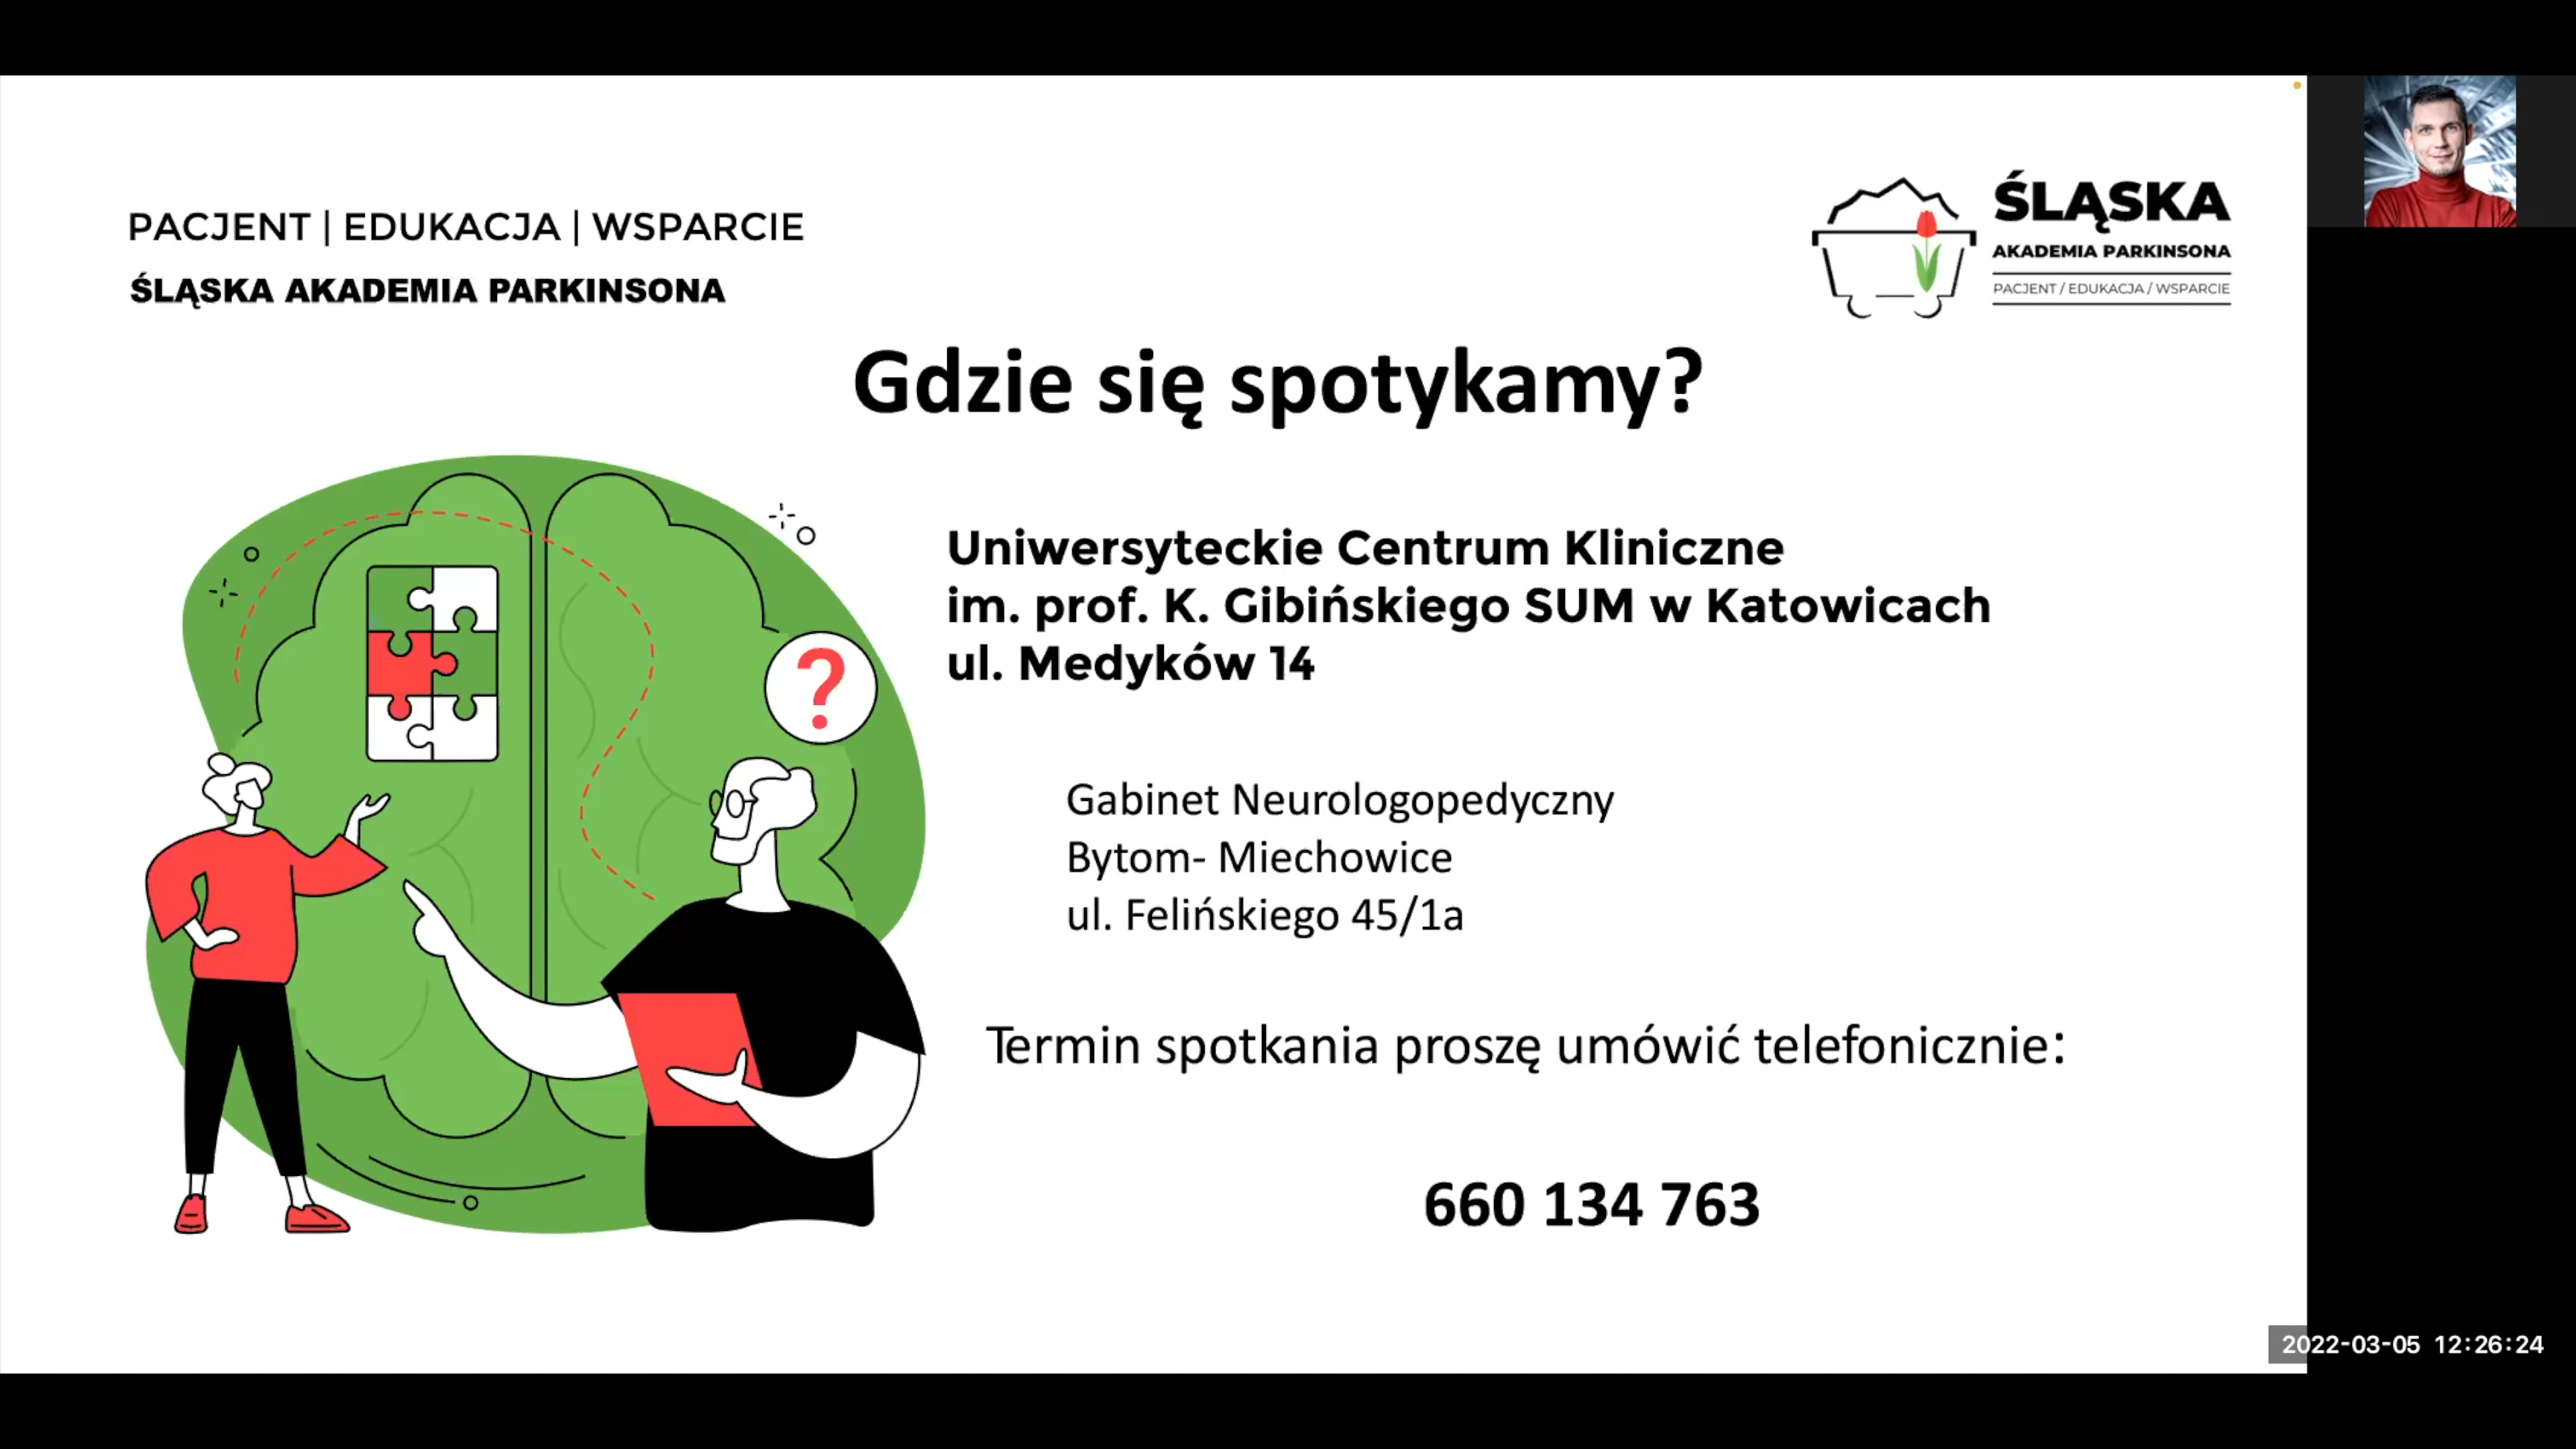 PACJENT | EDUKACJA | WSPARCIE
ŚLĄSKA AKADEMIA PARKINSONA
ŚLĄSKA
AKADEMIA PARKINSONA
PACJENT / EDUKACJA / WSPARCIE
Gdzie się spotykamy?
Uniwersyteckie Centrum Kliniczne
im. prof. K. Gibińskiego SUM w Katowicach
ul. Medyków 14
?
Gabinet Neurologopedyczny
Bytom- Miechowice
ul. Felińskiego 45/1a
Termin spotkania proszę umówić telefonicznie:
660 134 763
2022-03-05 12:26:24